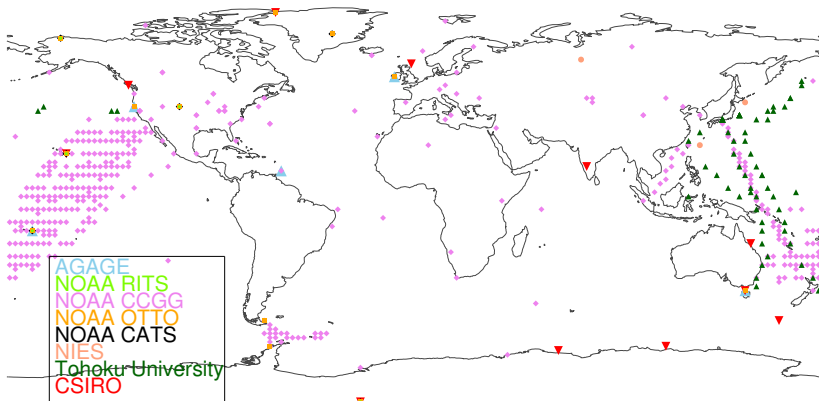 AGAGE
NOAA RITS
NOAA CCGG
NOAA OTTO
NOAA CATS
NIES
Tohoku University
CSIRO